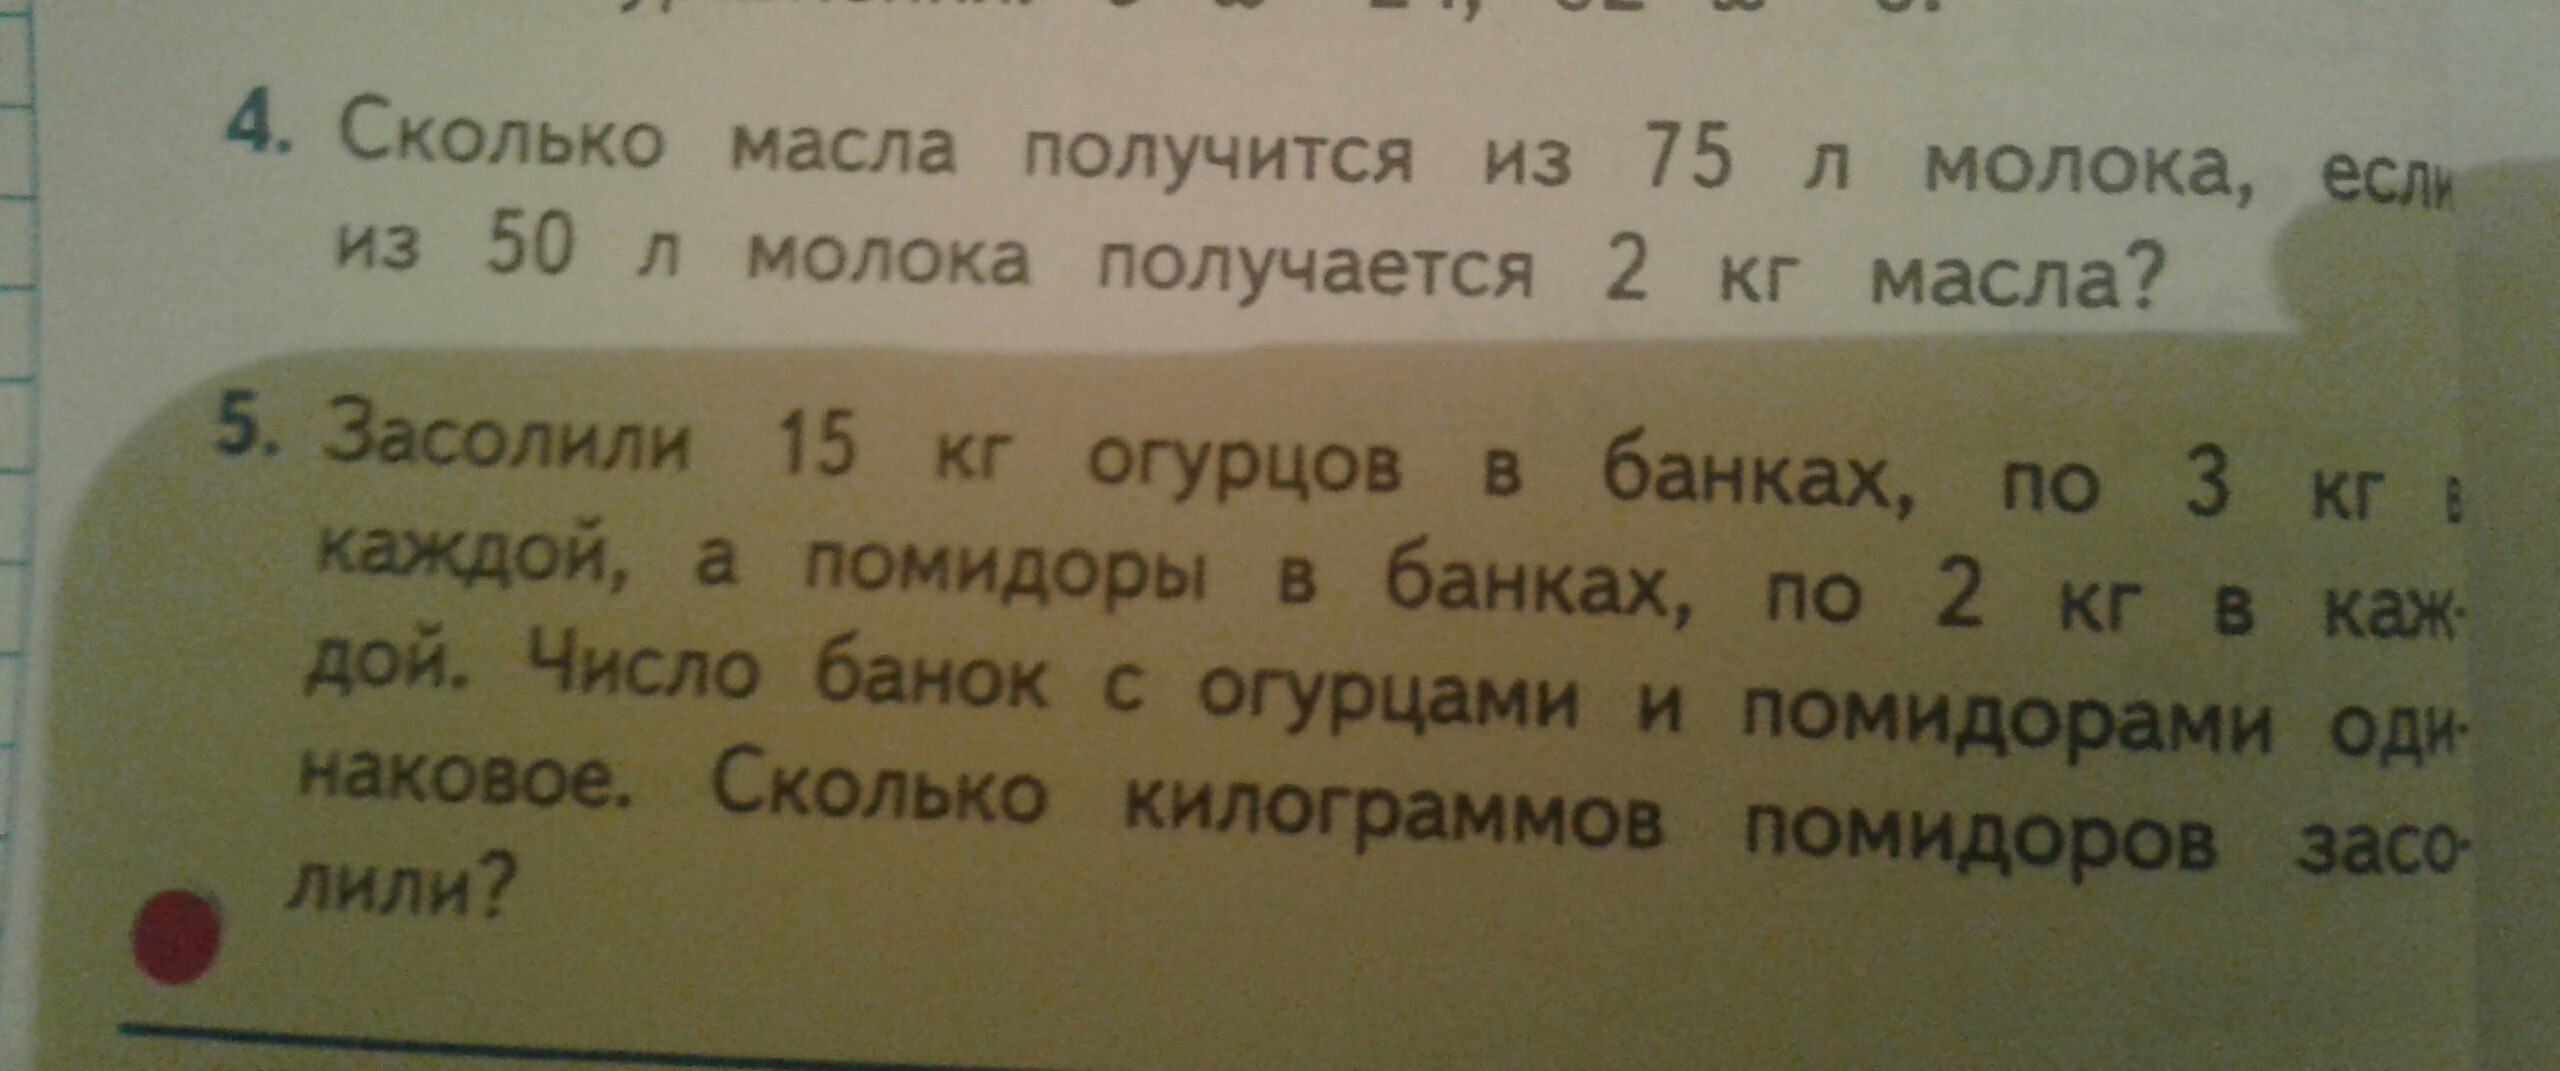 4. Сколько масла получится из 75 л молока, если
из 50 л молока получается 2 кг масла?
5. Засолили 15 кг огурцов в банках, по 3 кг в
каждой, а помидоры в банках, по 2 кг в каж-
дой. Число банок с огурцами и помидорами оди-
наковое. Сколько килограммов помидоров засо-
лили?